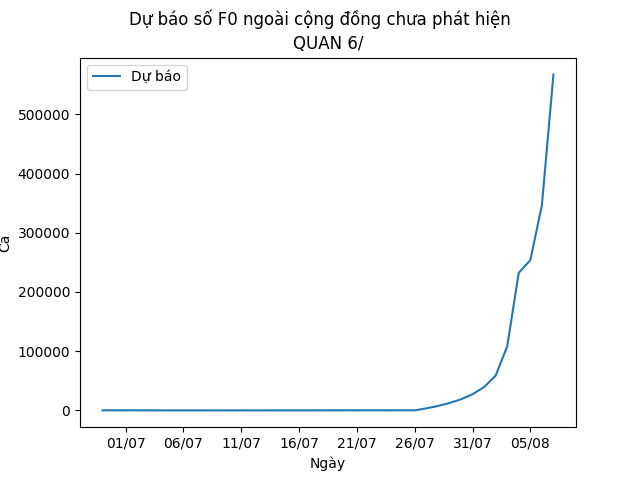 Dự báo số F0 ngoài cộng đồng chưa phát hiện
QUAN 6/
Dự báo
500000
400000
300000
200000
100000
0
Ca
01/07 06/07 11/07 16/07 21/07 26/07 31/07 05/08
Ngày